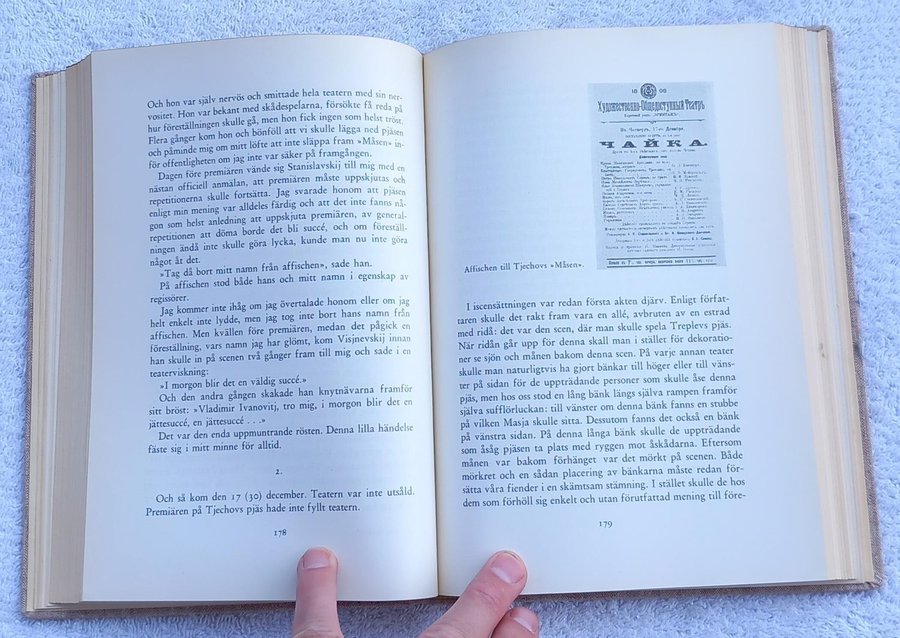 Och hon var själv nervös och smittade hela teatern med sin ner-
vositet. Hon var bekant med skådespelarna, försökte få reda på
hur föreställningen skulle gå, men hon fick ingen som helst tröst.
Flera gånger kom hon och bönföll att vi skulle lägga ned pjäsen
och påminde mig om mitt löfte att inte släppa fram »Måsen» in-
för offentligheten om jag inte var säker på framgången.
Dagen före premiären vände sig Stanislavskij till mig med en
nästan officiell anmälan, att premiären måste uppskjutas och
repetitionerna skulle fortsätta. Jag svarade honom att pjäsen
enligt min mening var alldeles färdig och att det inte fanns nå-
gon som helst anledning att uppskjuta premiären, av general-
repetitionen att döma borde det bli succé, och om föreställ-
ningen ändå inte skulle göra lycka, kunde man nu inte göra
något åt det.
»Tag då bort mitt namn från affischen», sade han.
På affischen stod både hans och mitt namn i egenskap av
regissörer.
Jag kommer inte ihåg om jag övertalade honom eller om jag
helt enkelt inte lydde, men jag tog inte bort hans namn från
affischen. Men kvällen före premiären, medan det pågick en
föreställning, vars namn jag har glömt, kom Visjnevskij innan
han skulle in på scenen två gånger fram till mig och sade i en
teaterviskning:
»I morgon blir det en väldig succé.»
Och den andra gången skakade han knytnävarna framför
sitt bröst: »Vladimir Ivanovitj, tro mig, i morgon blir det en
jättesuccé, en jättesuccé . . .»
Det var den enda uppmuntrande rösten. Denna lilla händelse
fäste sig i mitt minne för alltid.
2.
Och så kom den 17 (30) december. Teatern var inte utsåld.
Premiären på Tjechovs pjäs hade inte fyllt teatern.
178
Художественно-Общедоступный Театръ
Въ Четвергъ, 17-го Декабря,
ЧАЙКА.
Affischen till Tjechovs »Måsen».
I iscensättningen var redan första akten djärv. Enligt förfat-
taren skulle det rakt fram vara en allé, avbruten av en estrad
med ridå: det var den scen, där man skulle spela Treplevs pjäs.
När ridån går upp för denna skall man i stället för dekoratio-
ner se sjön och månen bakom denna scen. På varje annan teater
skulle man naturligtvis ha gjort bänkar till höger eller till väns-
ter på sidan för de uppträdande personer som skulle åse denna
pjäs, men hos oss stod en lång bänk längs själva rampen framför
själva sufflörluckan: till vänster om denna bänk fanns en stubbe
på vilken Masja skulle sitta. Dessutom fanns det också en bänk
på vänstra sidan. På denna långa bänk skulle de uppträdande
som åsåg pjäsen ta plats med ryggen mot åskådarna. Eftersom
månen var bakom förhänget var det mörkt på scenen. Både
mörkret och en sådan placering av bänkarna måste redan för-
sätta våra fiender i en skämtsam stämning. I stället skulle de hos
dem som förhöll sig enkelt och utan förutfattad mening till före-
179